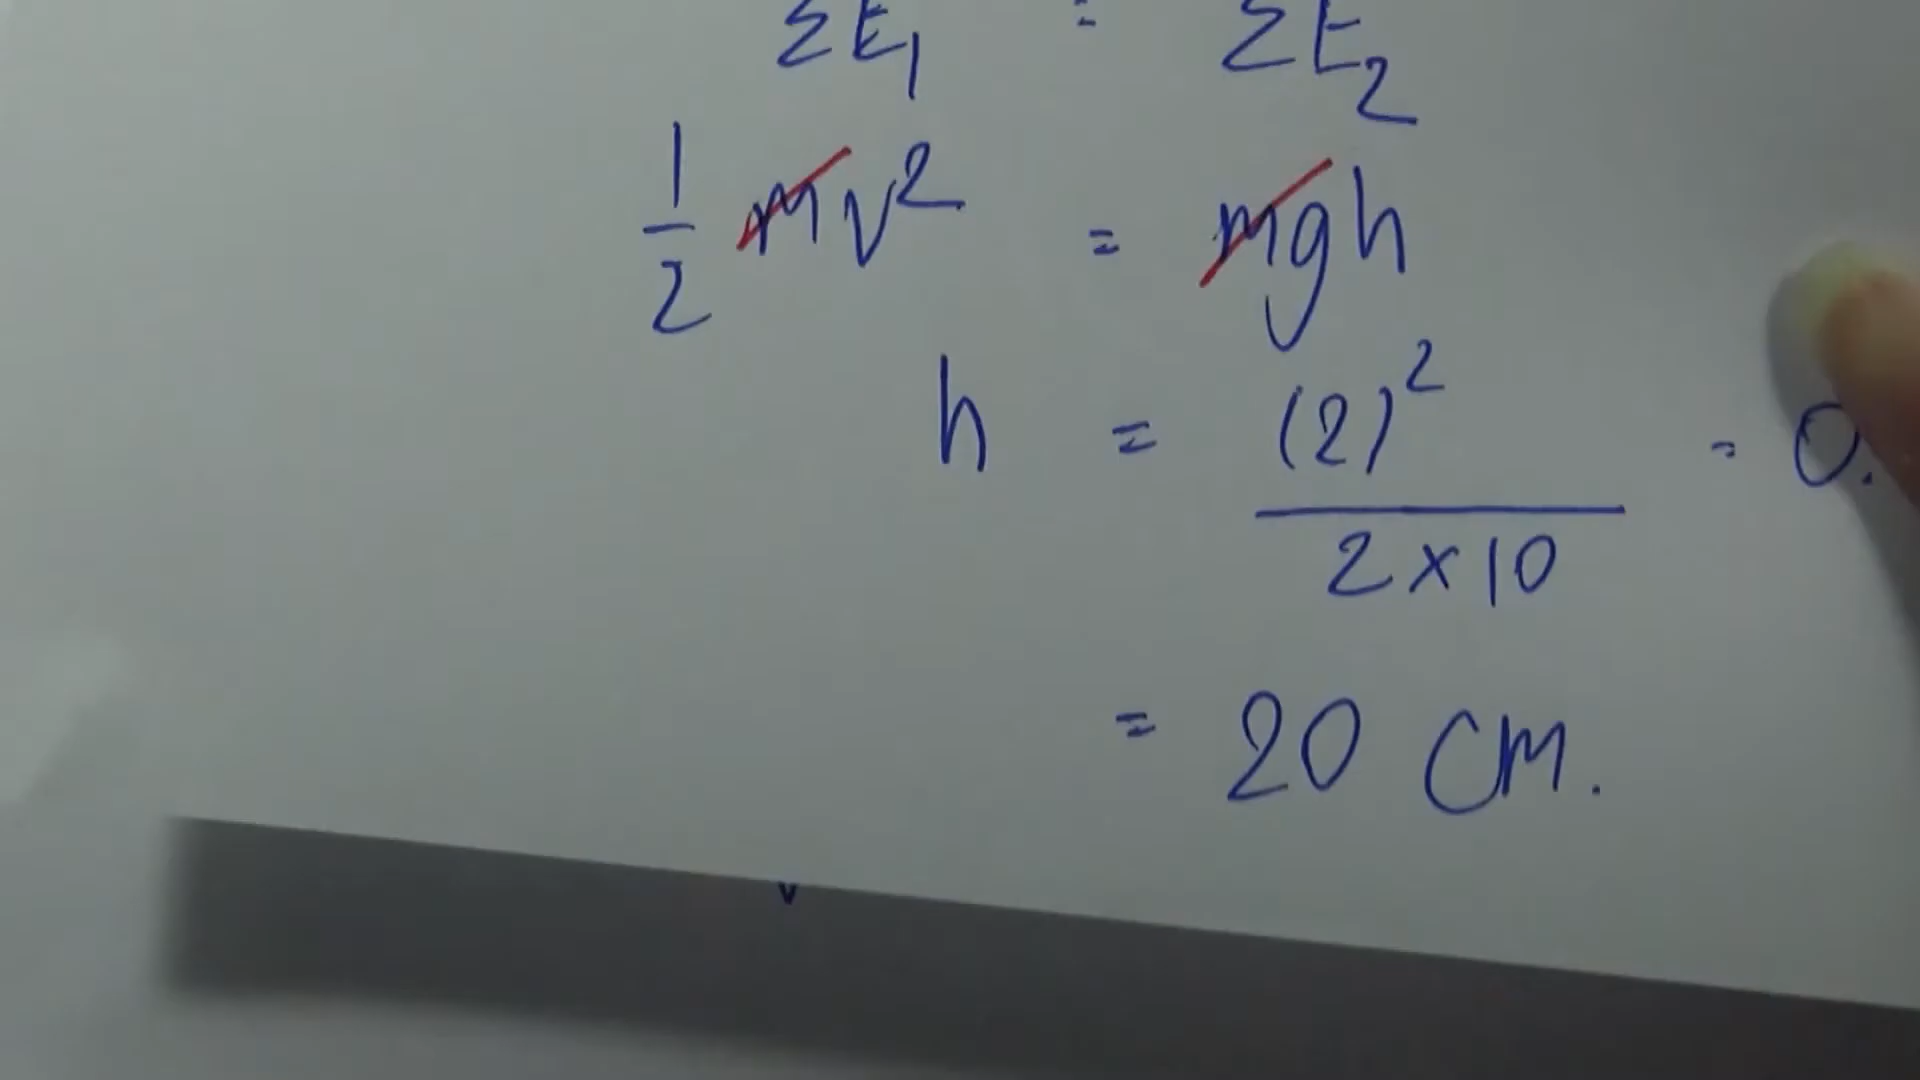 ΣE₁ = ΣE₂
1/2 mv² = mgh
h = (2)² / 2 × 10 = 0.
= 20 cm.
v